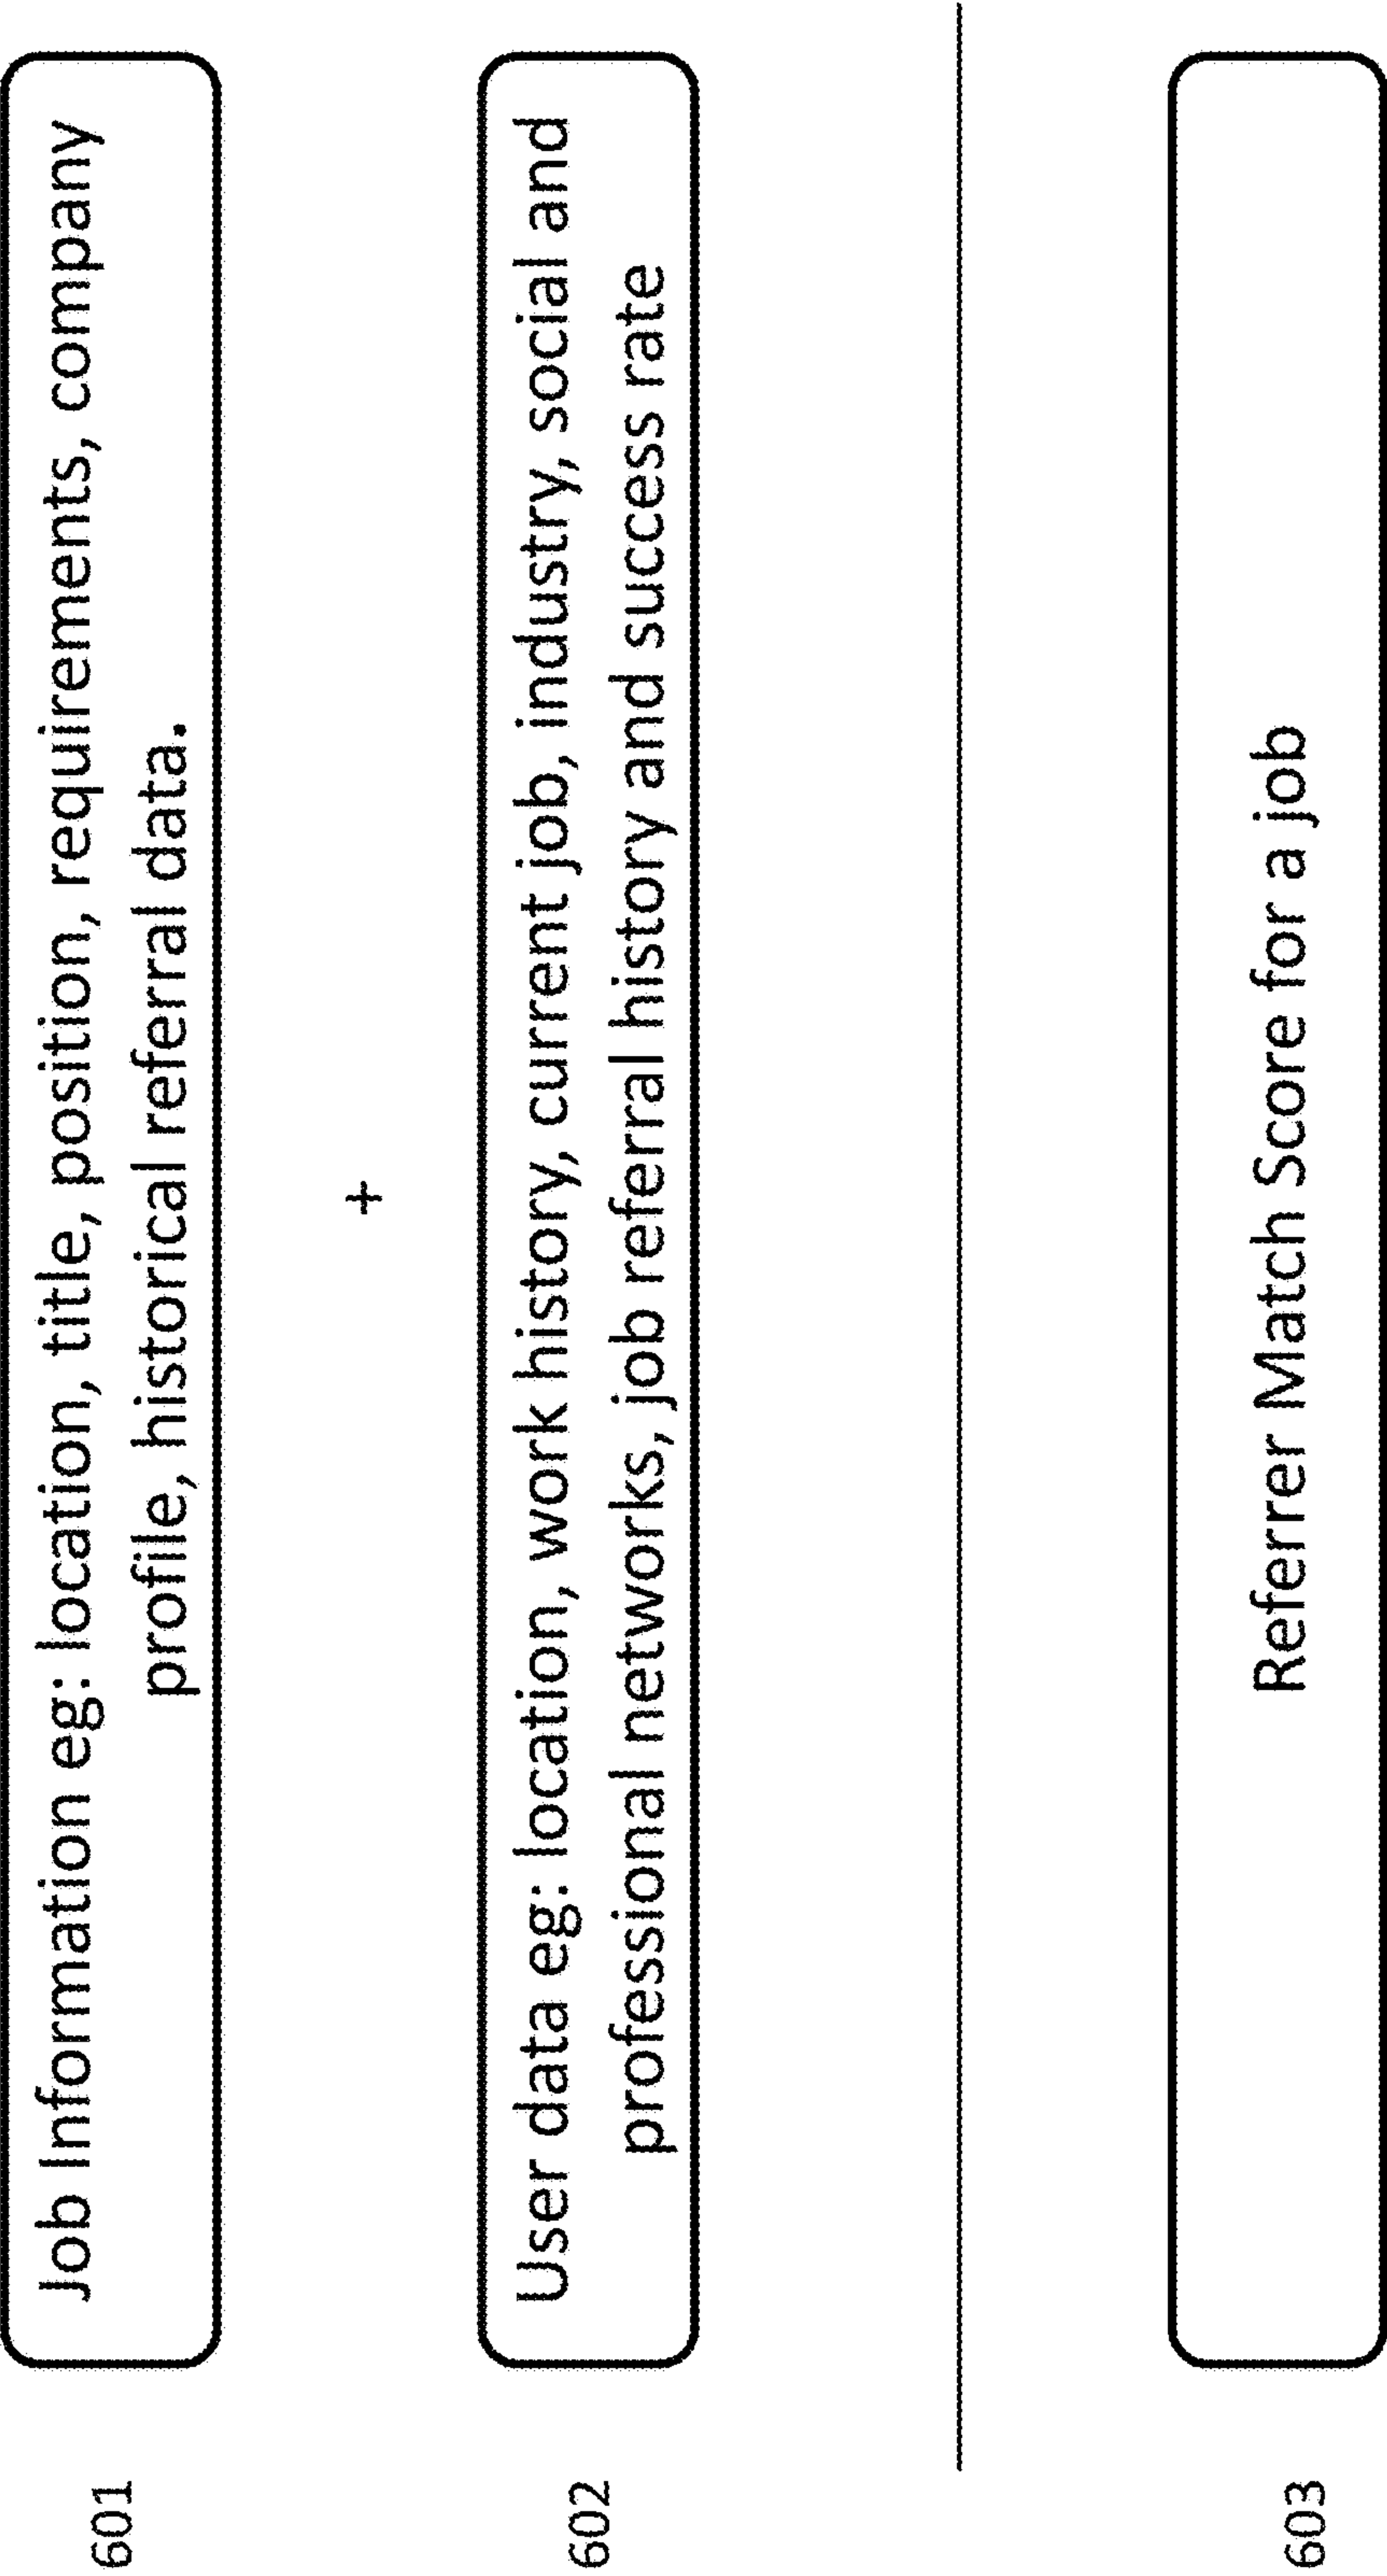 601
Job Information eg: location, title, position, requirements, company
profile, historical referral data.
+
602
User data eg: location, work history, current job, industry, social and
professional networks, job referral history and success rate
603
Referrer Match Score for a job